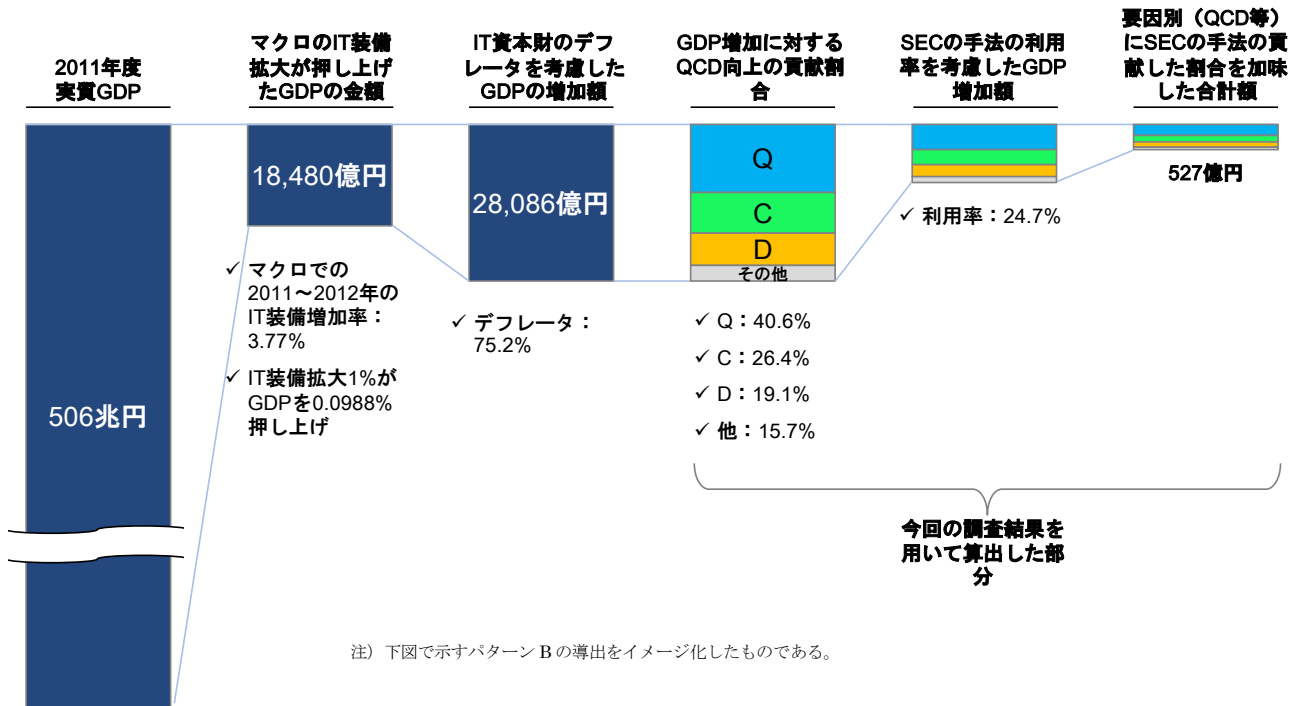 2011年度
実質GDP
マクロのIT装備
拡大が押し上げ
たGDPの金額
IT資本財のデフ
レータを考慮した
GDPの増加額
GDP増加に対する
QCD向上の貢献割
合
SECの手法の利用
率を考慮したGDP
増加額
要因別（QCD等）
にSECの手法の貢
献した割合を加味
した合計額
506兆円
18,480億円
✓ マクロでの
2011～2012年の
IT装備増加率：
3.77%
✓ IT装備拡大1%が
GDPを0.0988%
押し上げ
28,086億円
✓ デフレータ：
75.2%
Q
C
D
その他
✓ Q：40.6%
✓ C：26.4%
✓ D：19.1%
✓ 他：15.7%
✓ 利用率：24.7%
527億円
今回の調査結果を
用いて算出した部
分
注）下図で示すパターン B の導出をイメージ化したものである。